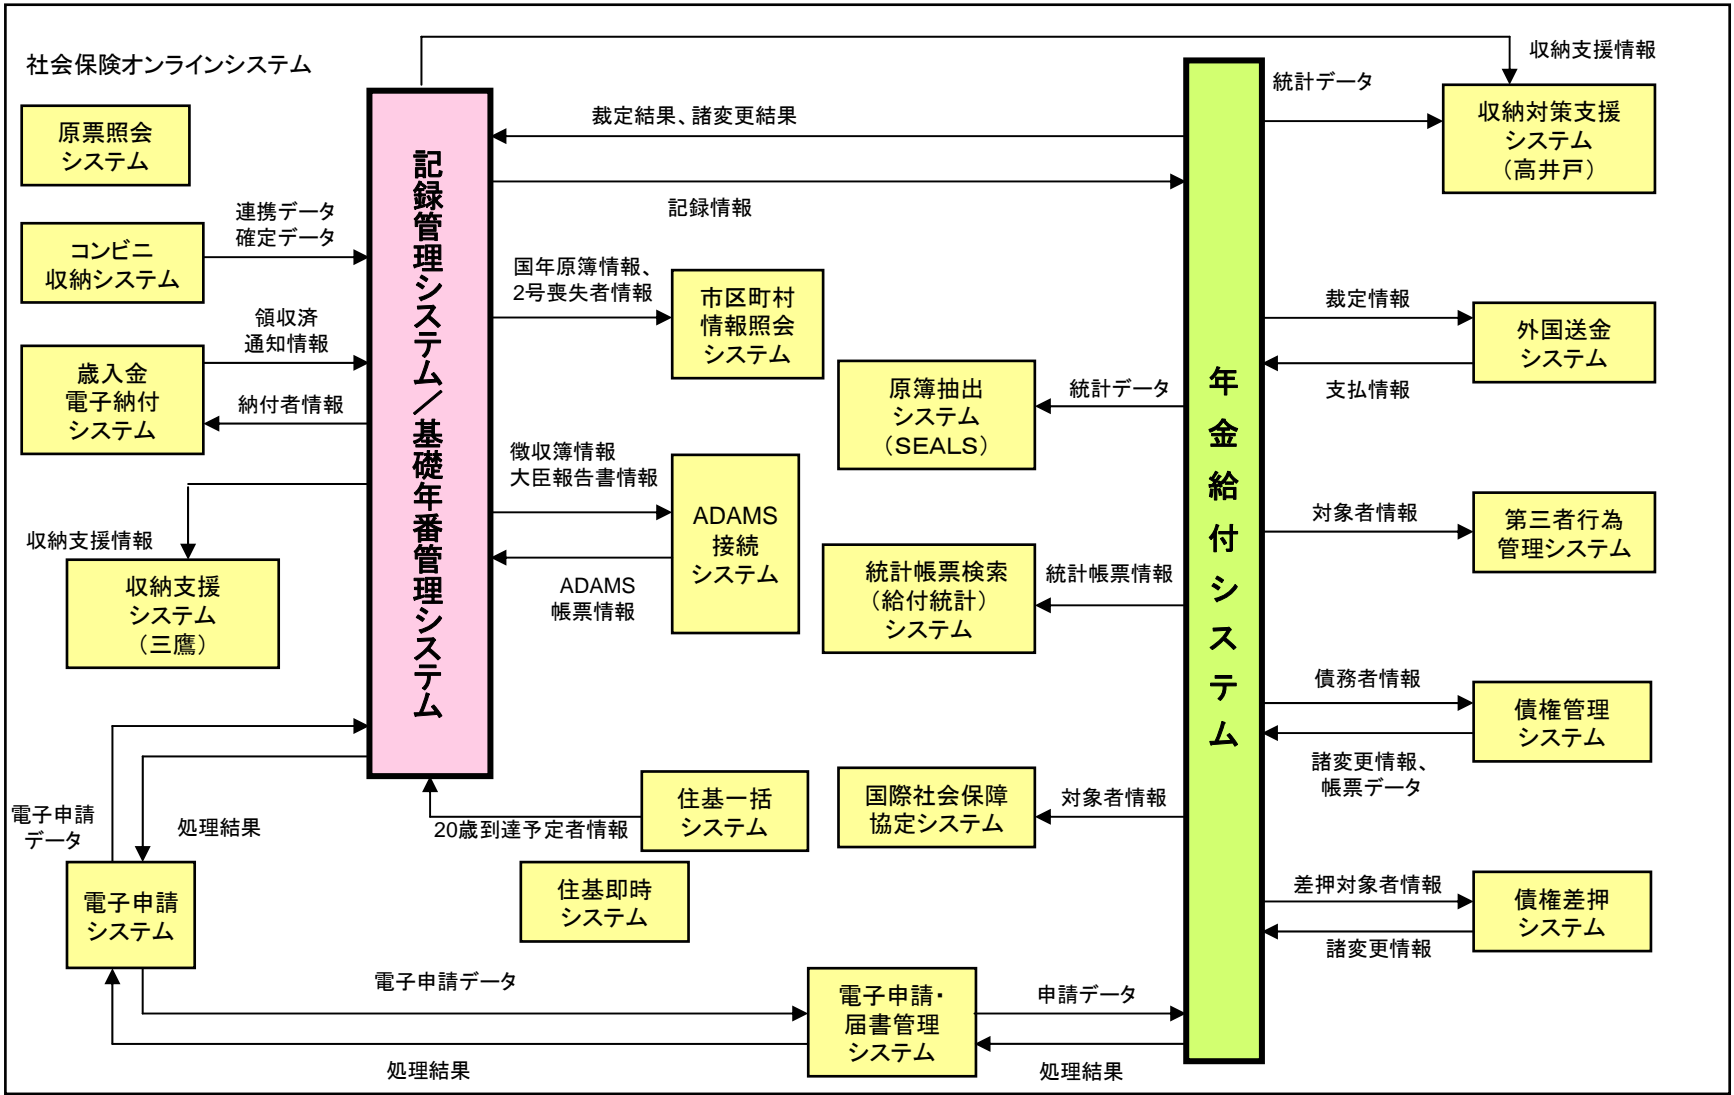 社会保険オンラインシステム
収納支援情報
統計データ
原票照会
システム
裁定結果、諸変更結果
収納対策支援
システム
（高井戸）
記録情報
連携データ
確定データ
コンビニ
収納システム
記録管理システム／基礎年番管理システム
国年原簿情報、
2号喪失者情報
市区町村
情報照会
システム
裁定情報
外国送金
システム
支払情報
領収済
通知情報
歳入金
電子納付
システム
納付者情報
原簿抽出
システム
（SEALS）
統計データ
年金給付システム
徴収簿情報
大臣報告書情報
ADAMS
接続
システム
ADAMS
帳票情報
対象者情報
第三者行為
管理システム
収納支援情報
収納支援
システム
（三鷹）
統計帳票検索
（給付統計）
システム
統計帳票情報
債務者情報
債権管理
システム
諸変更情報、
帳票データ
電子申請
データ
処理結果
20歳到達予定者情報
住基一括
システム
国際社会保障
協定システム
対象者情報
住基即時
システム
電子申請
システム
差押対象者情報
債権差押
システム
諸変更情報
電子申請データ
電子申請・
届書管理
システム
申請データ
処理結果
処理結果